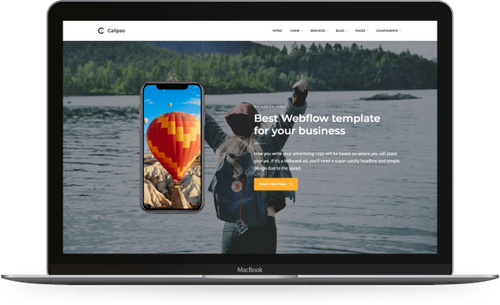 Calipso
INTRO HOME SERVICES BLOG PAGES COMPONENTS
Best Webflow template
for your business
How you write your advertising copy will be based on where you will place
your ad. If it's a billboard ad, you'll need a super catchy headline and simple
design due to the speed.
MacBook